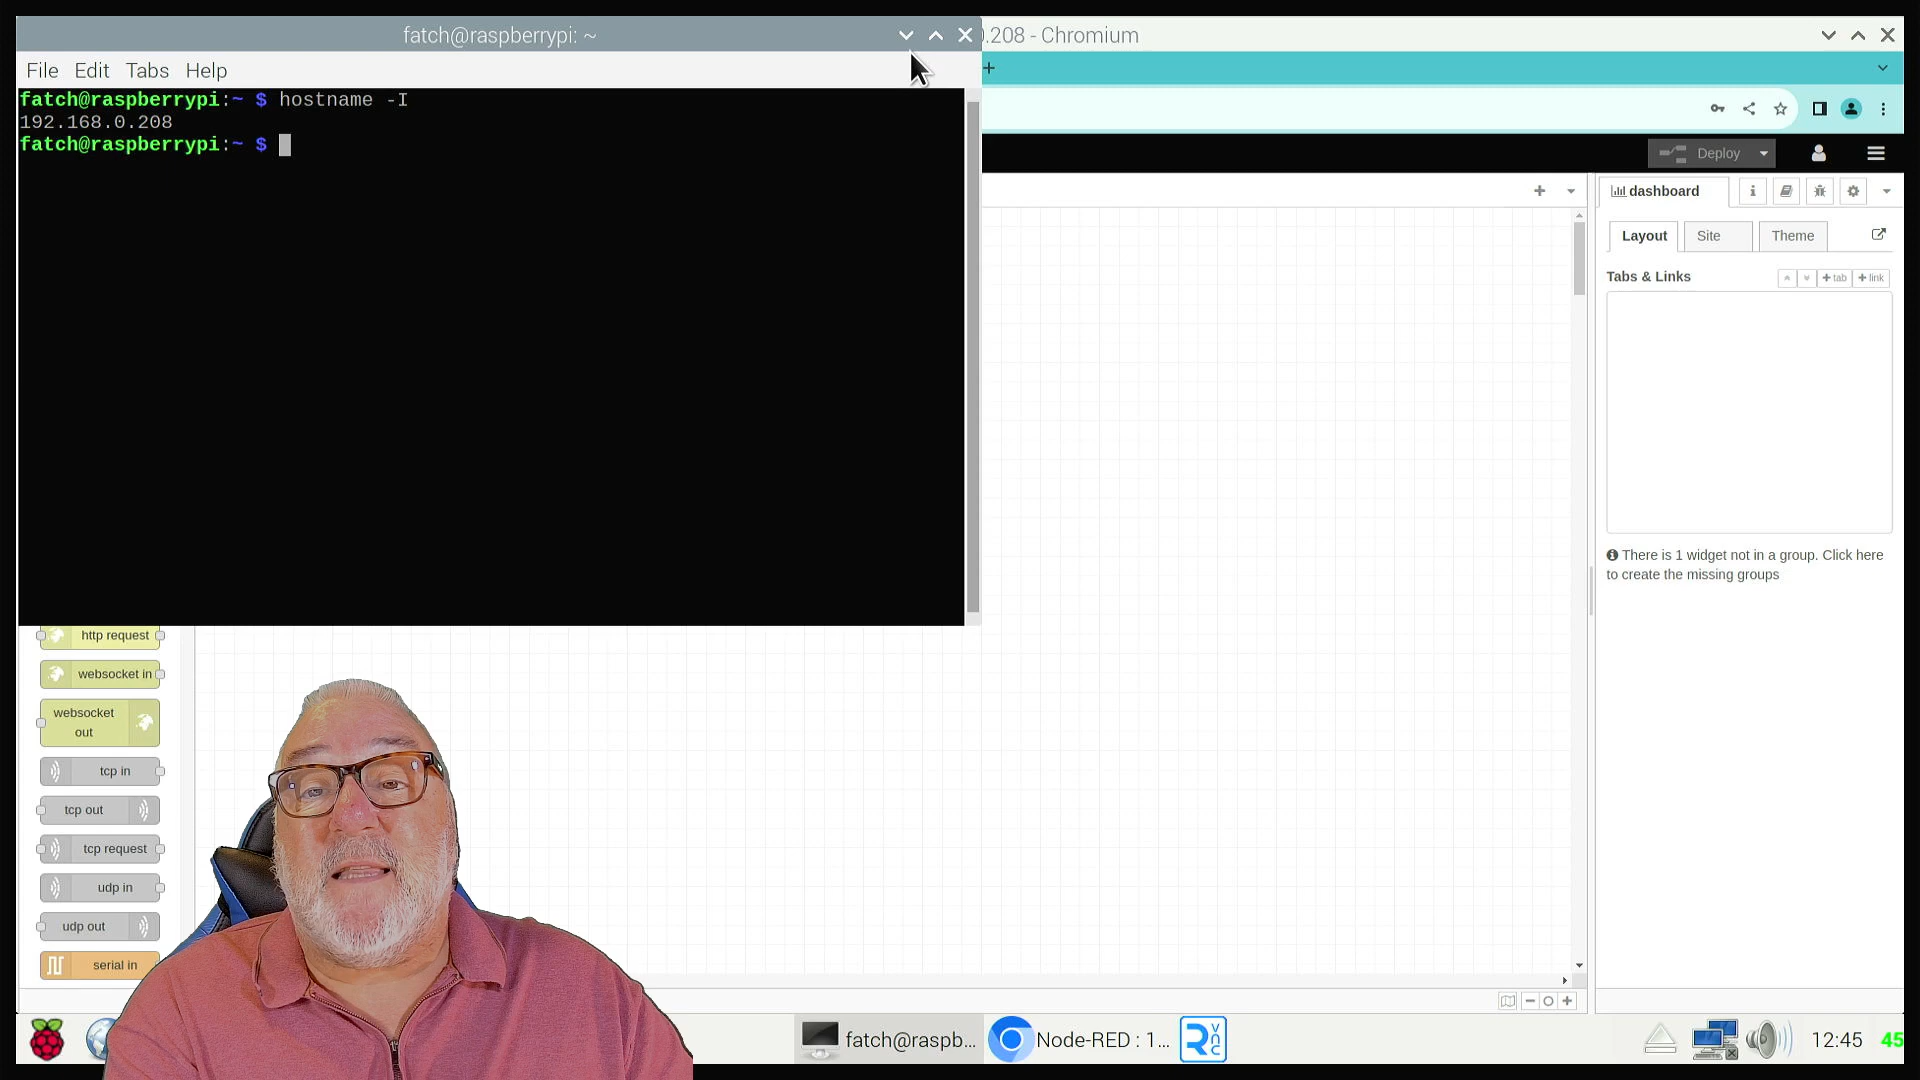 fatch@raspberrypi: ~
0.208 - Chromium
File Edit Tabs Help
fatch@raspberrypi:~ $ hostname -I
192.168.0.208
fatch@raspberrypi:~ $
Deploy
dashboard
Layout
Site
Theme
Tabs & Links
tab
link
There is 1 widget not in a group. Click here
to create the missing groups
http request
websocket in
websocket
out
tcp in
tcp out
tcp request
udp in
udp out
serial in
fatch@raspb...
Node-RED : 1...
VNC
12:45
45